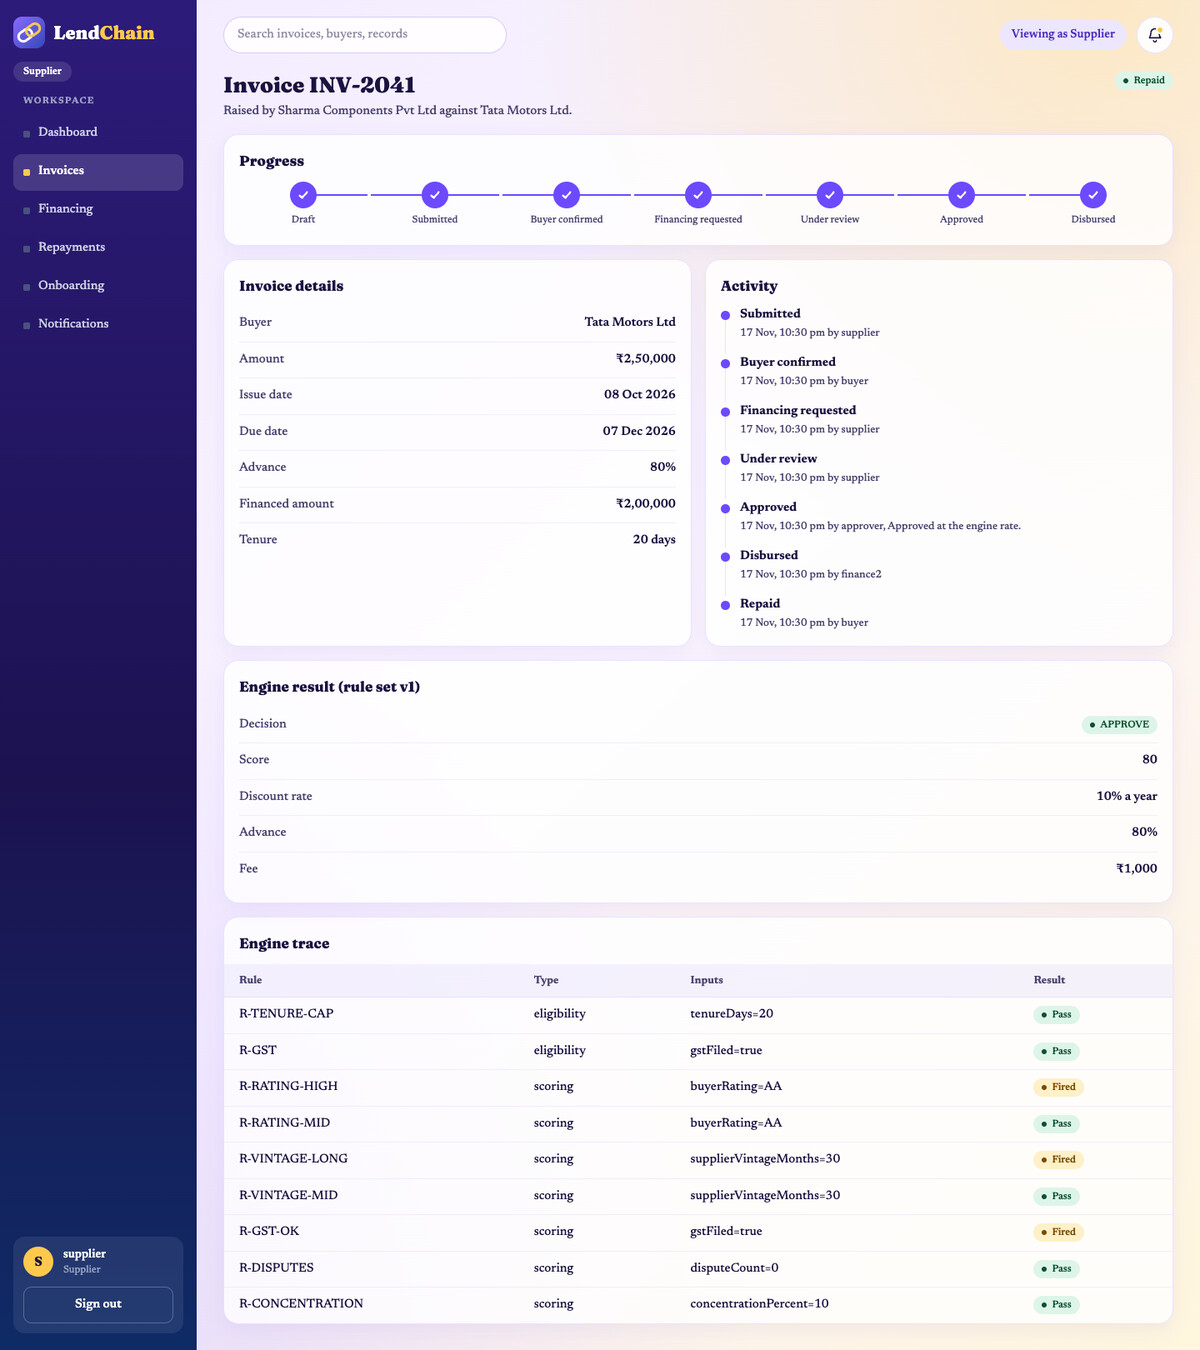 LendChain
Supplier
WORKSPACE
Dashboard
Invoices
Financing
Repayments
Onboarding
Notifications
S
supplier
Supplier
Sign out
Search invoices, buyers, records
Viewing as Supplier
Invoice INV-2041
Repaid
Raised by Sharma Components Pvt Ltd against Tata Motors Ltd.
Progress
Draft
Submitted
Buyer confirmed
Financing requested
Under review
Approved
Disbursed
Invoice details
Buyer Tata Motors Ltd
Amount ₹2,50,000
Issue date 08 Oct 2026
Due date 07 Dec 2026
Advance 80%
Financed amount ₹2,00,000
Tenure 20 days
Activity
Submitted
17 Nov, 10:30 pm by supplier
Buyer confirmed
17 Nov, 10:30 pm by buyer
Financing requested
17 Nov, 10:30 pm by supplier
Under review
17 Nov, 10:30 pm by supplier
Approved
17 Nov, 10:30 pm by approver, Approved at the engine rate.
Disbursed
17 Nov, 10:30 pm by finance2
Repaid
17 Nov, 10:30 pm by buyer
Engine result (rule set v1)
Decision APPROVE
Score 80
Discount rate 10% a year
Advance 80%
Fee ₹1,000
Engine trace
Rule Type Inputs Result
R-TENURE-CAP eligibility tenureDays=20 Pass
R-GST eligibility gstFiled=true Pass
R-RATING-HIGH scoring buyerRating=AA Fired
R-RATING-MID scoring buyerRating=AA Pass
R-VINTAGE-LONG scoring supplierVintageMonths=30 Fired
R-VINTAGE-MID scoring supplierVintageMonths=30 Pass
R-GST-OK scoring gstFiled=true Fired
R-DISPUTES scoring disputeCount=0 Pass
R-CONCENTRATION scoring concentrationPercent=10 Pass